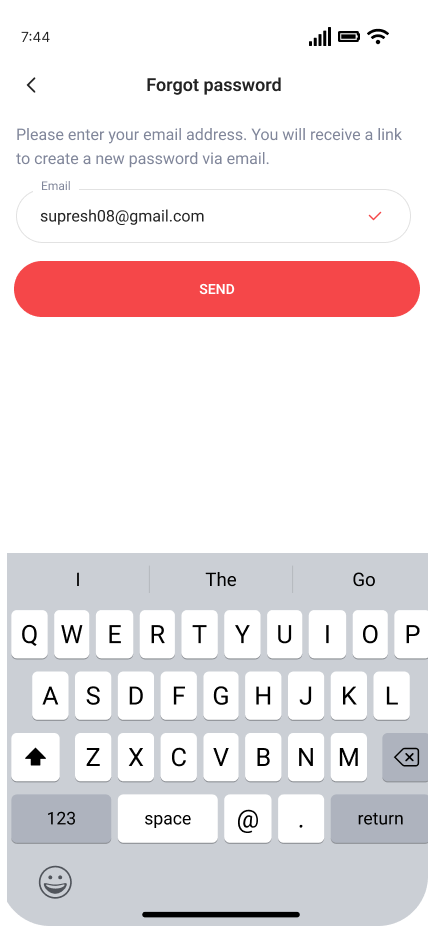 7:44
Forgot password
Please enter your email address. You will receive a link
to create a new password via email.
Email
supresh08@gmail.com
SEND
I The Go
Q W E R T Y U I O P
A S D F G H J K L
Z X C V B N M
123 space @ . return